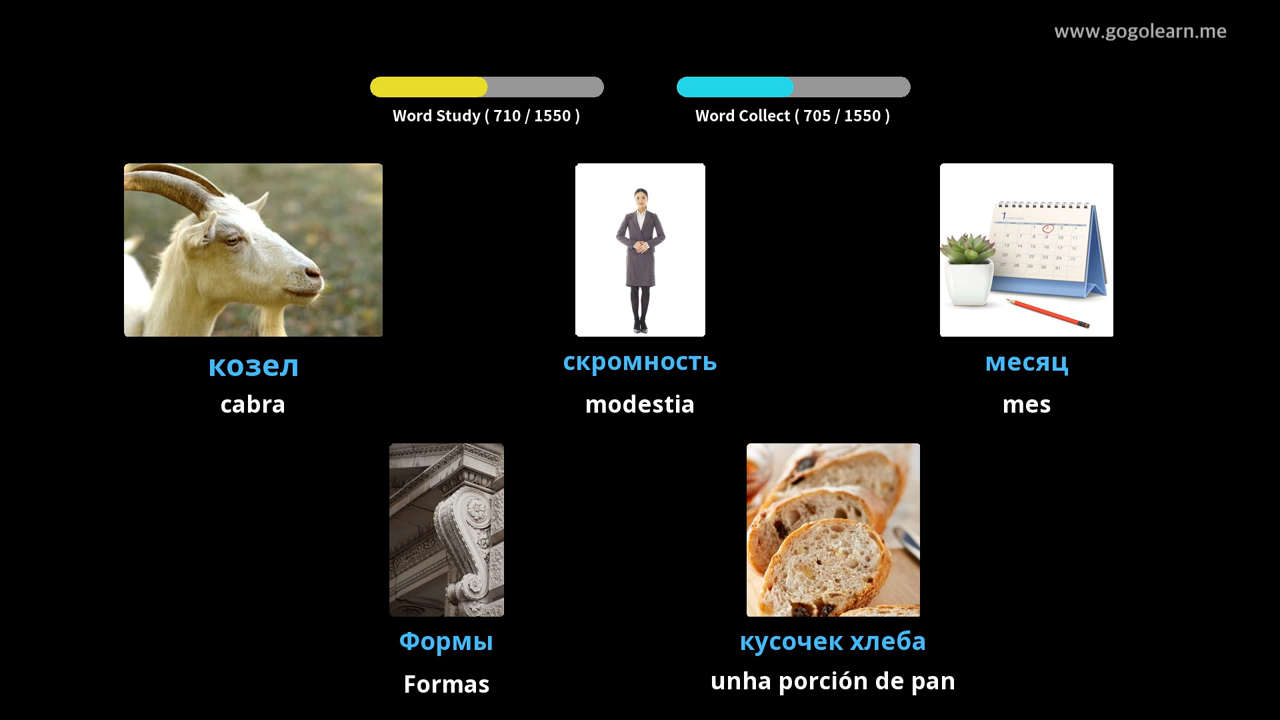 www.gogolearn.me
Word Study ( 710 / 1550 )
Word Collect ( 705 / 1550 )
козел
cabra
скромность
modestia
месяц
mes
Формы
Formas
кусочек хлеба
unha porción de pan